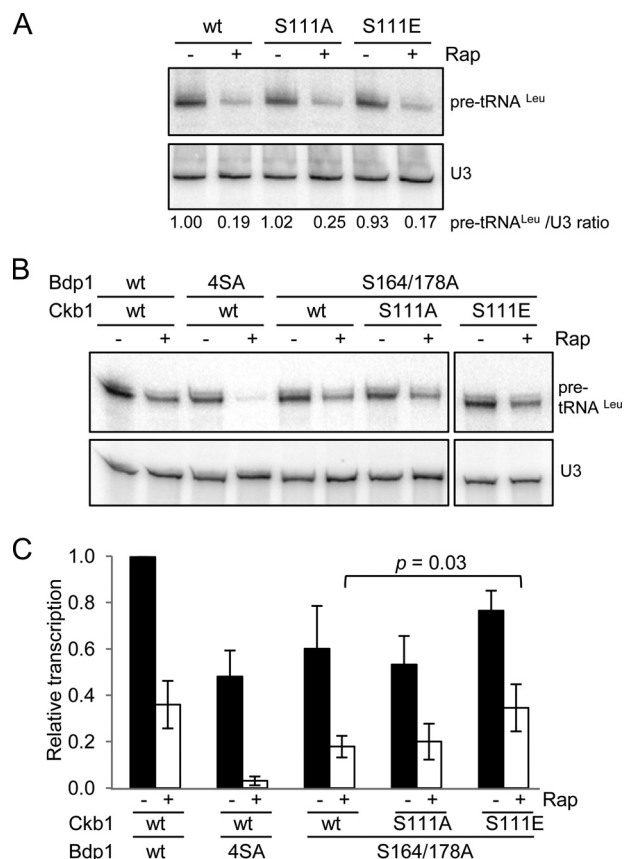 A
wt S111A S111E
- + - + - + Rap
pre-tRNA Leu
U3
1.00 0.19 1.02 0.25 0.93 0.17 pre-tRNALeu /U3 ratio
B
Bdp1 wt 4SA S164/178A
Ckb1 wt wt wt S111A S111E
- + - + - + - + - + Rap
pre-
tRNA Leu
U3
C
p = 0.03
Relative transcription
1.0
0.8
0.6
0.4
0.2
0.0
- + - + - + - + - + Rap
Ckb1 wt wt wt S111A S111E
Bdp1 wt 4SA S164/178A